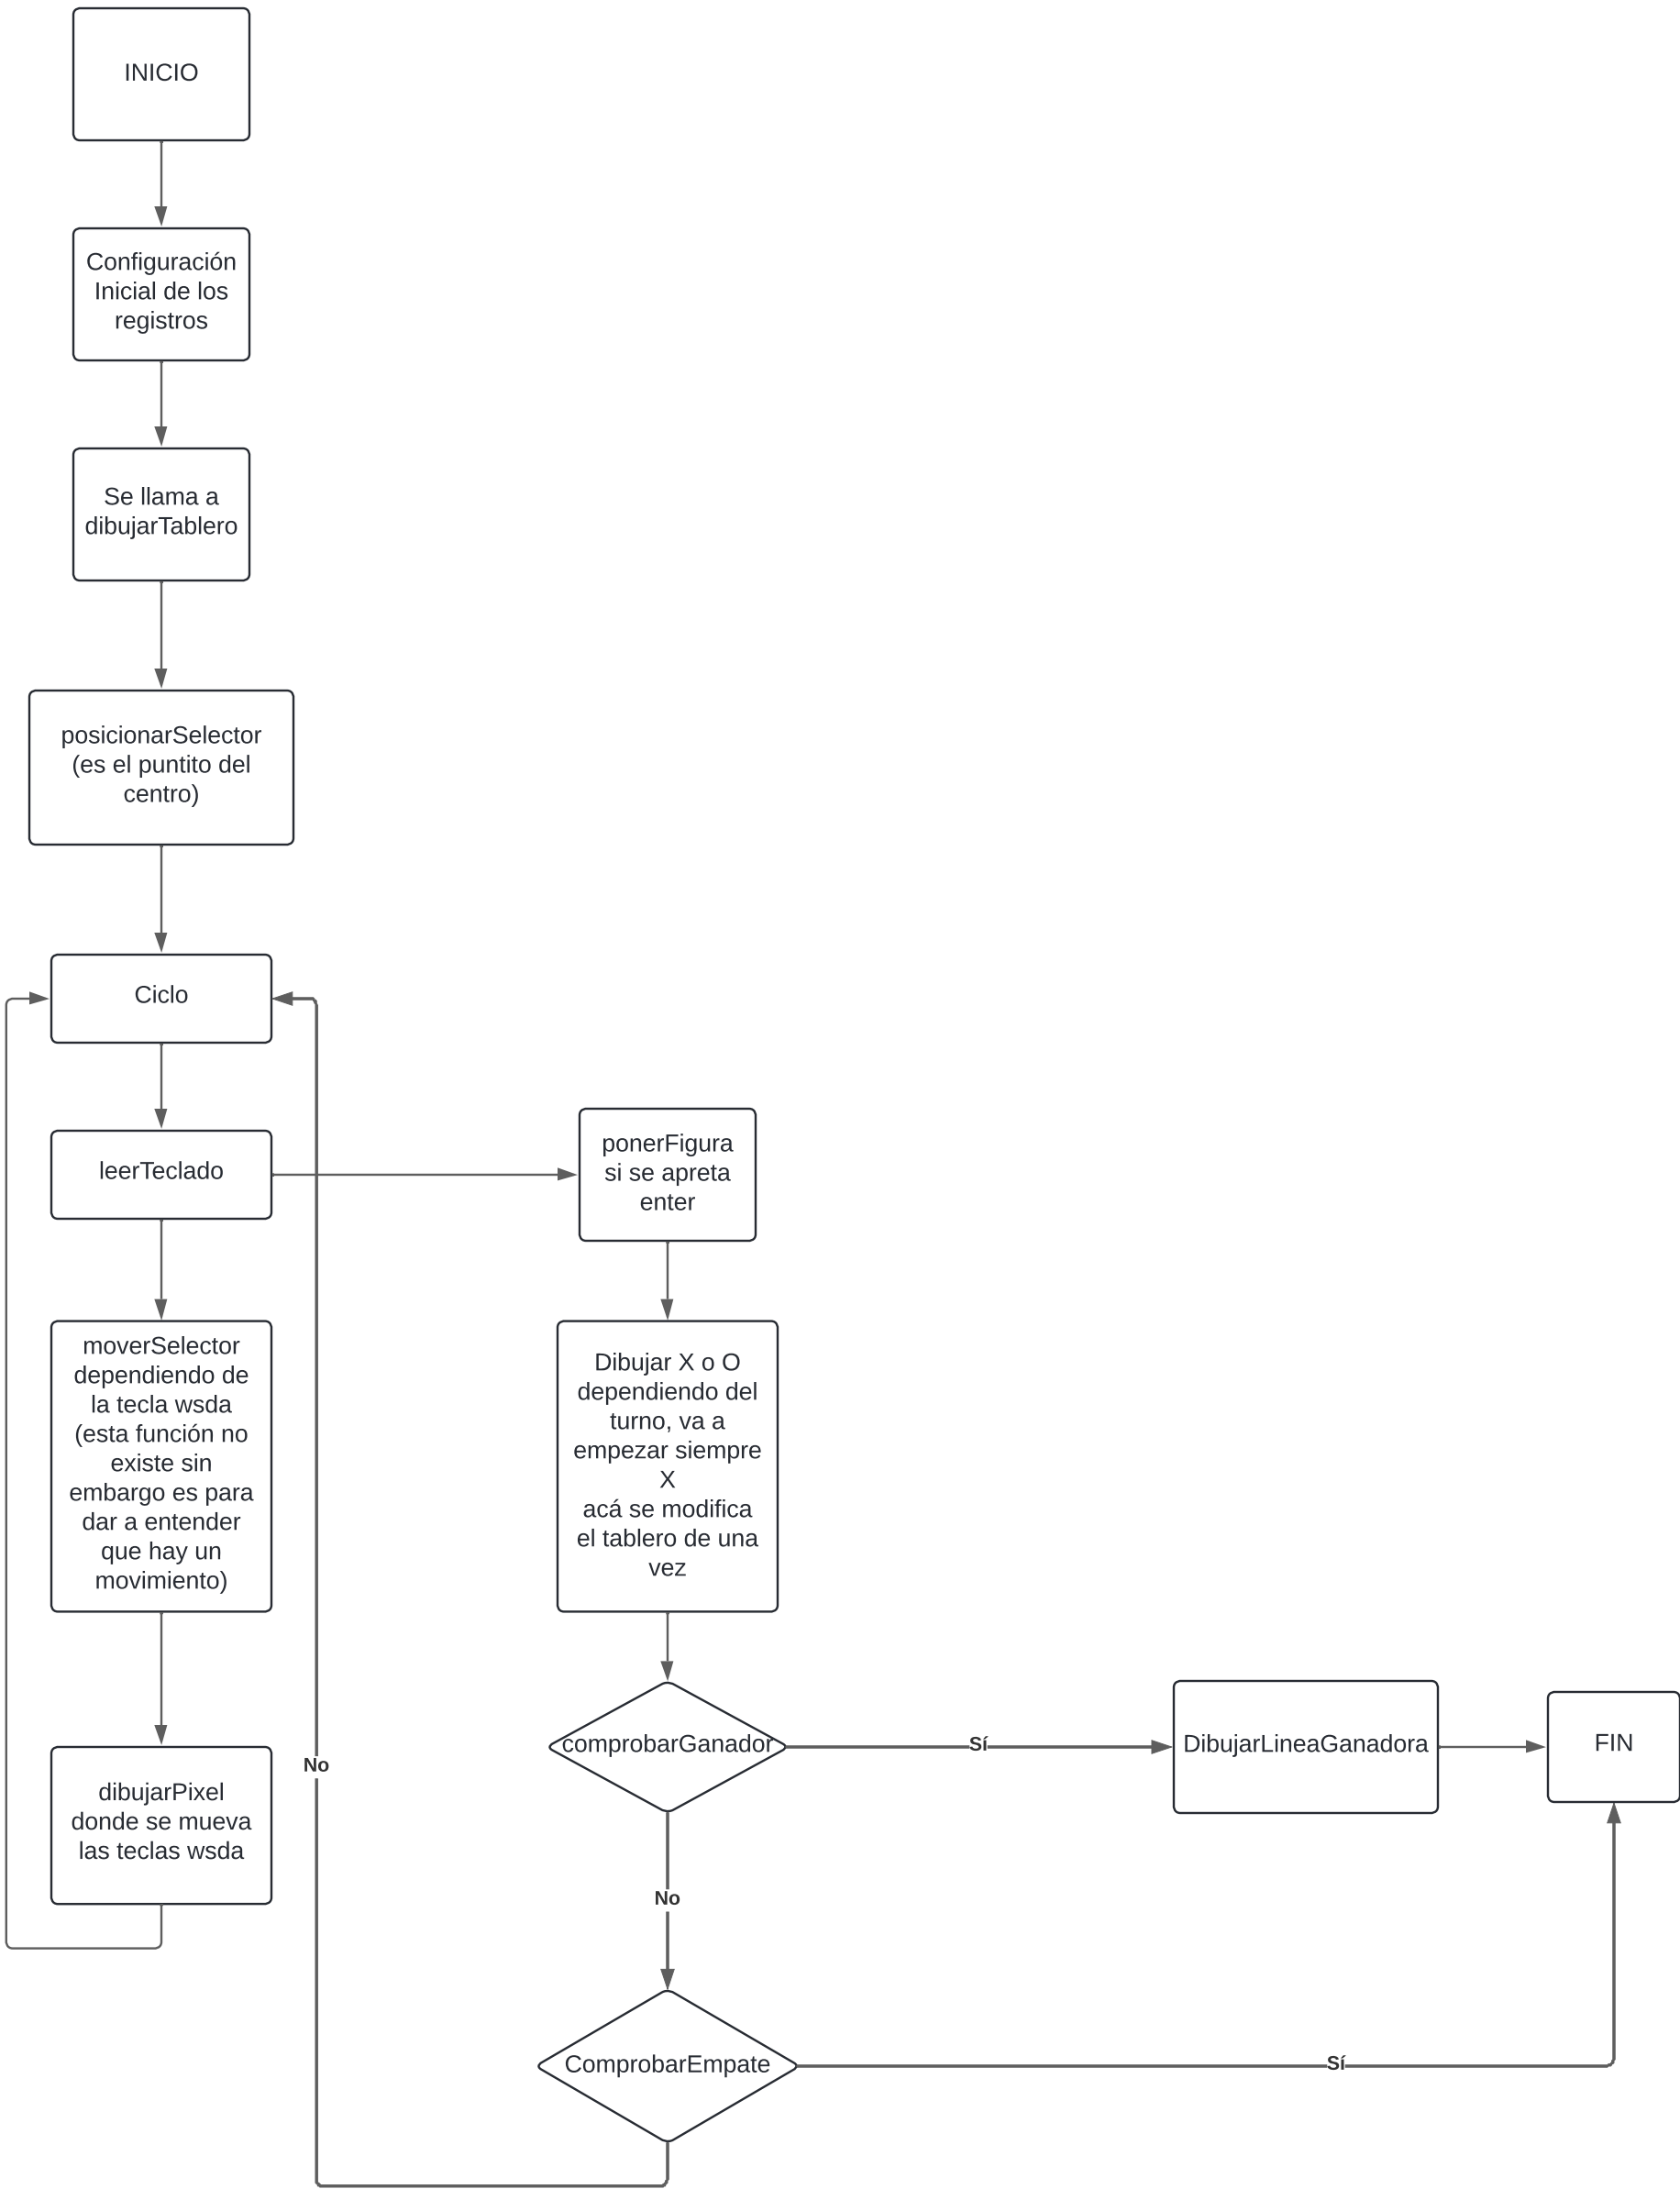 INICIO
Configuración
Inicial de los
registros
Se llama a
dibujarTablero
posicionarSelector
(es el puntito del
centro)
Ciclo
leerTeclado
ponerFigura
si se apreta
enter
moverSelector
dependiendo de
la tecla wsda
(esta función no
existe sin
embargo es para
dar a entender
que hay un
movimiento)
Dibujar X o O
dependiendo del
turno, va a
empezar siempre
X
acá se modifica
el tablero de una
vez
comprobarGanador
Sí
DibujarLineaGanadora
FIN
No
dibujarPixel
donde se mueva
las teclas wsda
No
ComprobarEmpate
Sí